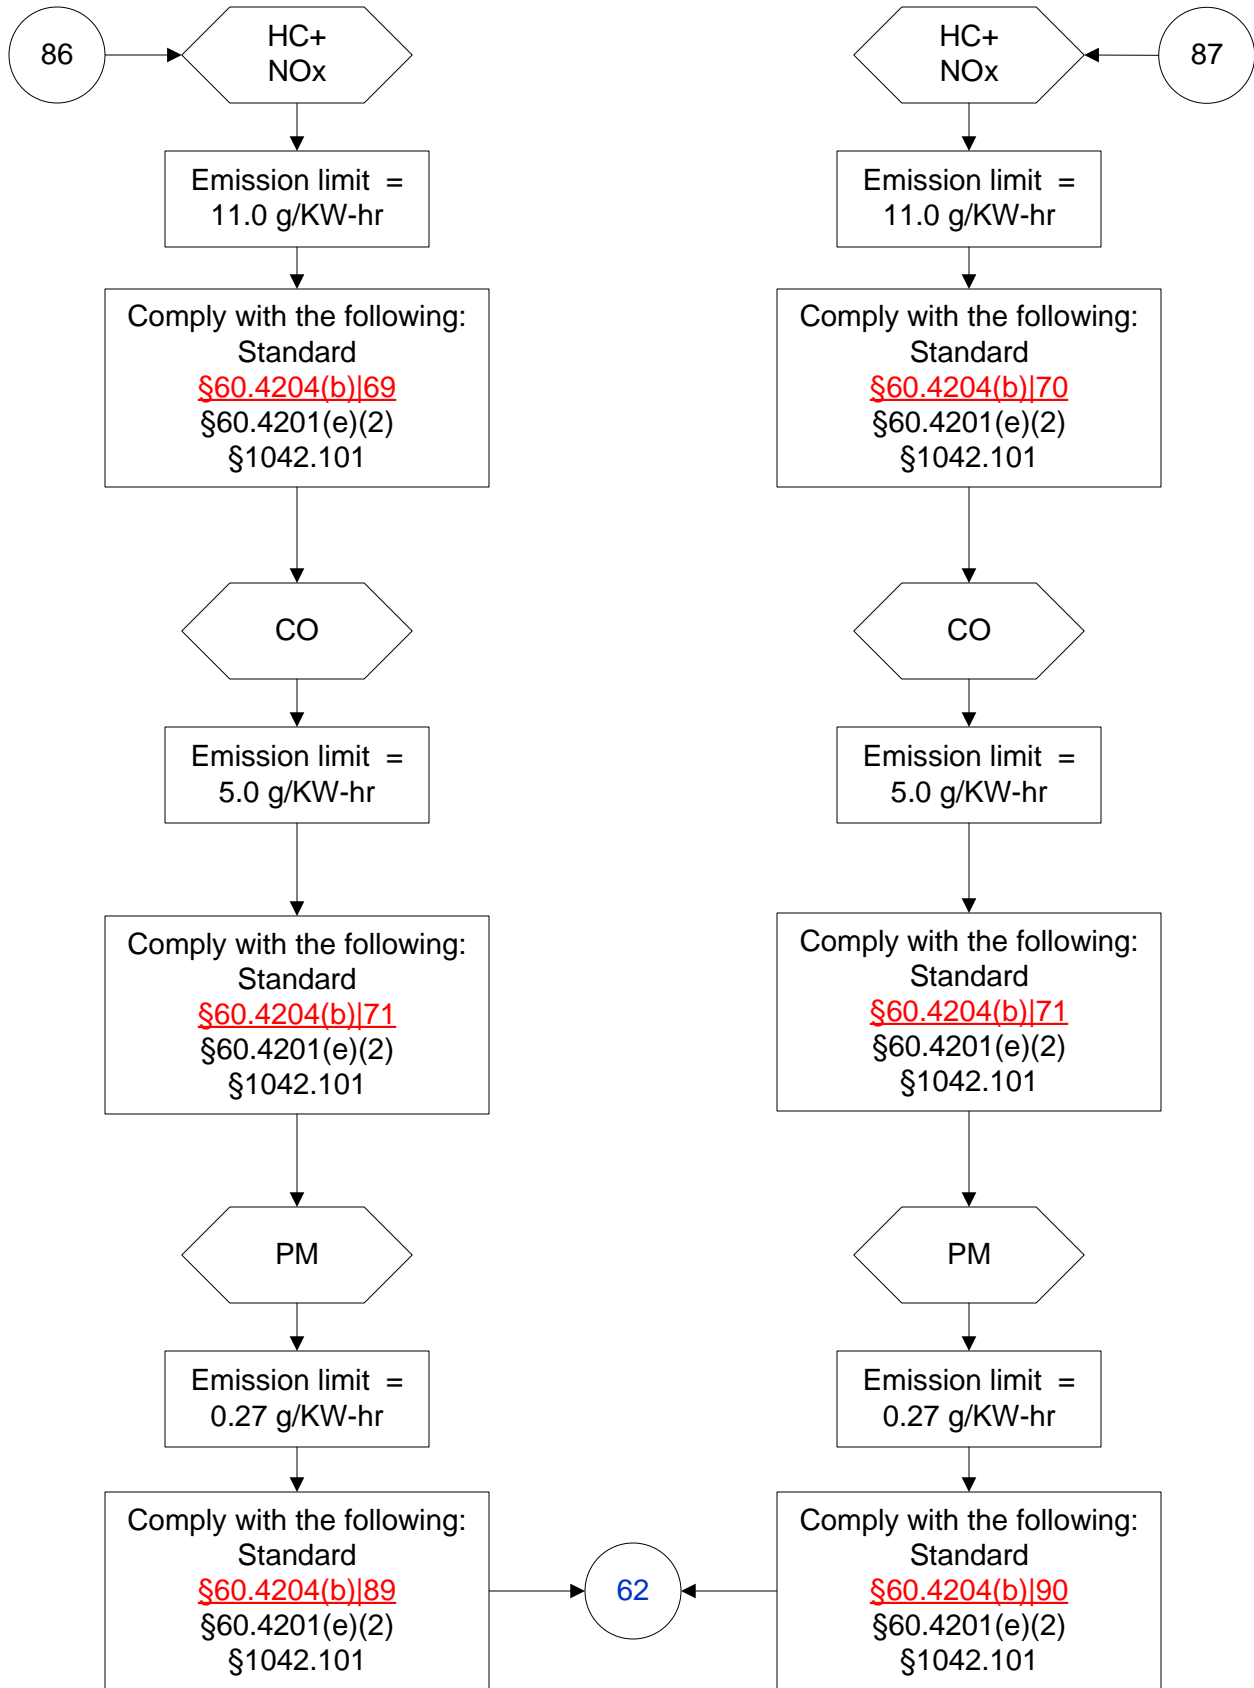 86
HC+
NOx
Emission limit  =
11.0 g/KW-hr
Comply with the following:
Standard
§60.4204(b)|69
§60.4201(e)(2)
§1042.101
CO
Emission limit  =
5.0 g/KW-hr
Comply with the following:
Standard
§60.4204(b)|71
§60.4201(e)(2)
§1042.101
PM
Emission limit  =
0.27 g/KW-hr
Comply with the following:
Standard
§60.4204(b)|89
§60.4201(e)(2)
§1042.101
62
87
HC+
NOx
Emission limit  =
11.0 g/KW-hr
Comply with the following:
Standard
§60.4204(b)|70
§60.4201(e)(2)
§1042.101
CO
Emission limit  =
5.0 g/KW-hr
Comply with the following:
Standard
§60.4204(b)|71
§60.4201(e)(2)
§1042.101
PM
Emission limit  =
0.27 g/KW-hr
Comply with the following:
Standard
§60.4204(b)|90
§60.4201(e)(2)
§1042.101